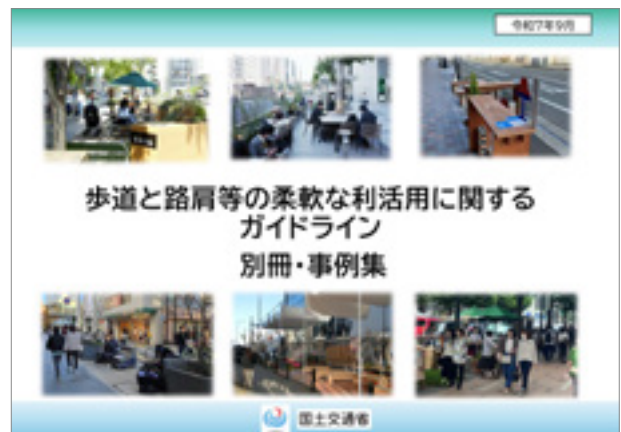 令和7年9月
歩道と路肩等の柔軟な利活用に関する
ガイドライン
別冊・事例集
国土交通省